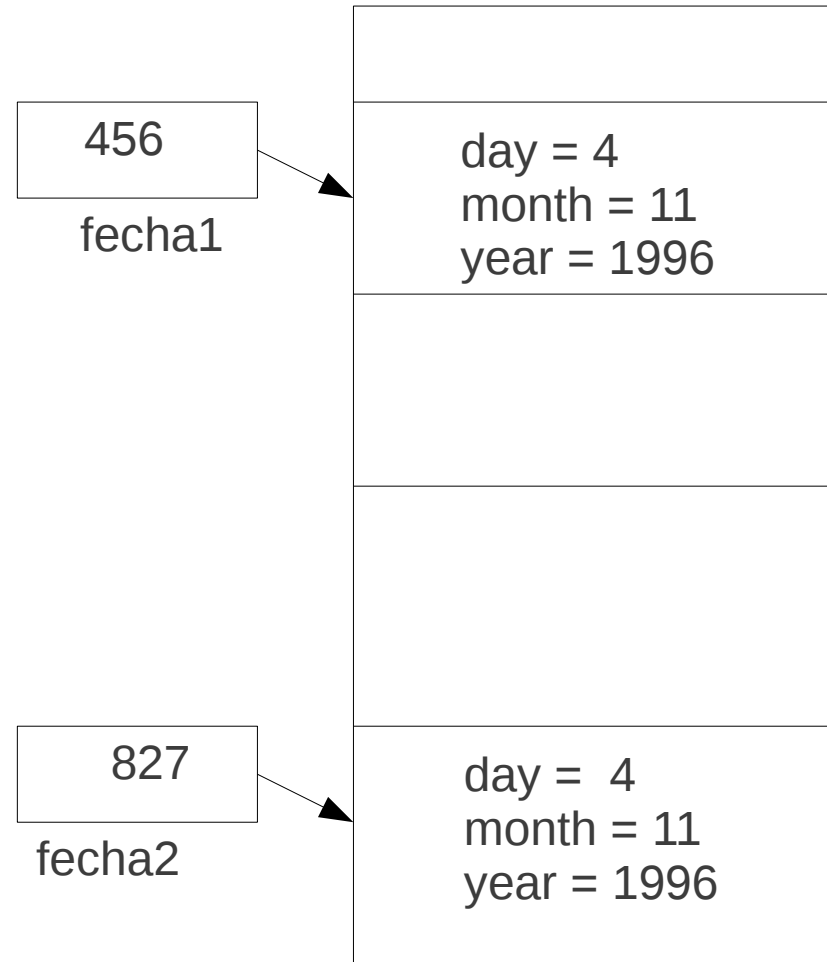 456
fecha1
day = 4
month = 11
year = 1996
827
fecha2
day =  4
month = 11
year = 1996